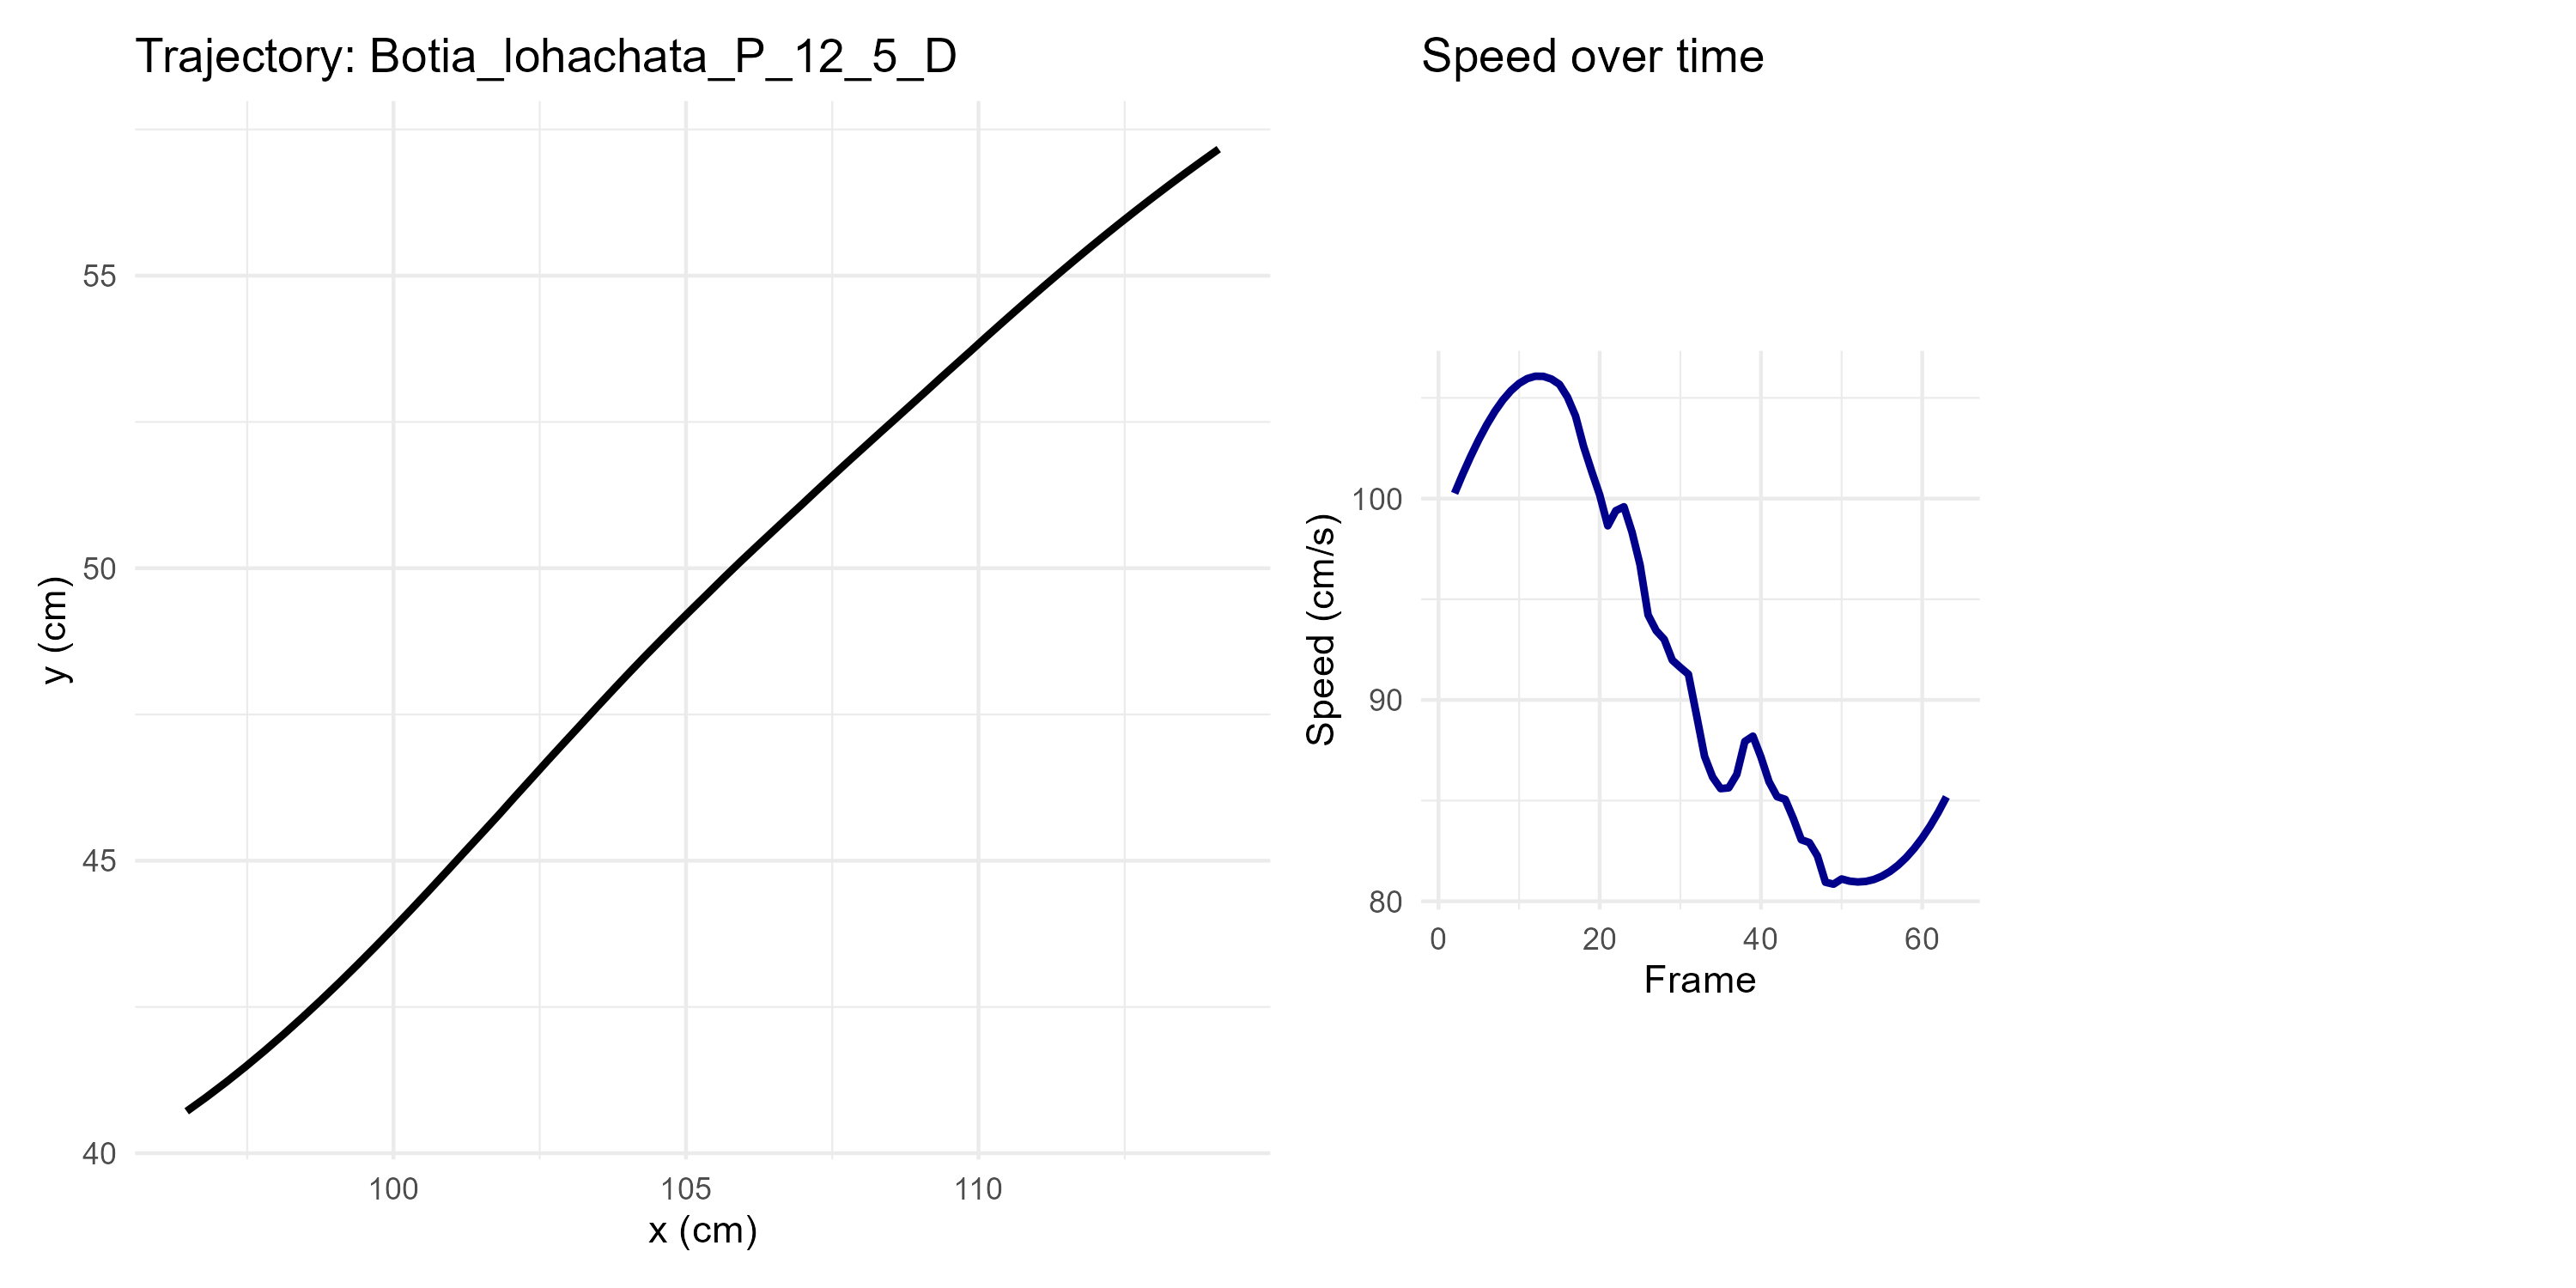 Trajectory: Botia_lohachata_P_12_5_D
55
50
45
40
y (cm)
100 105 110
x (cm)
Speed over time
100
90
80
Speed (cm/s)
0 20 40 60
Frame